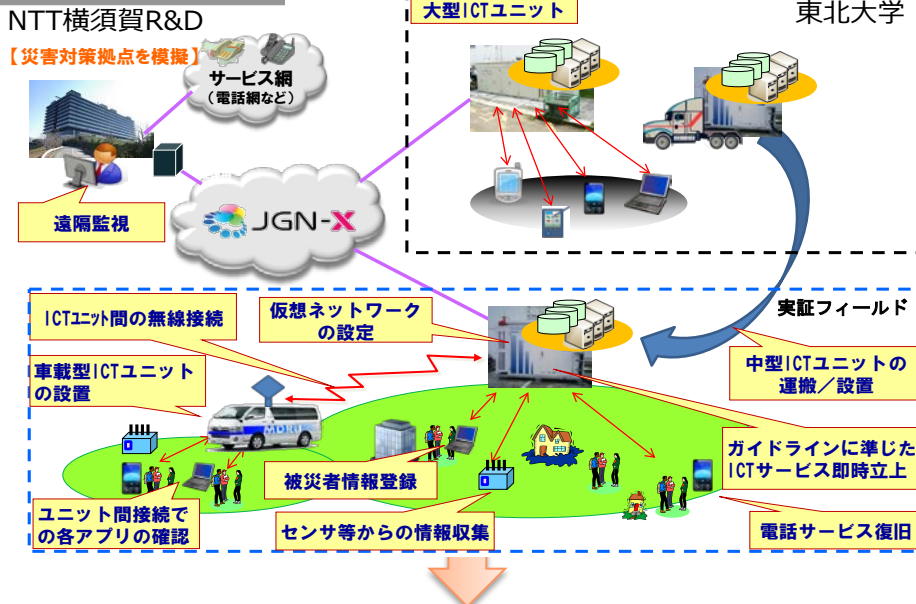 NTT横須賀R&D
【災害対策拠点を模擬】
サービス網
(電話網など)
遠隔監視
JGN-X
大型ICTユニット
東北大学
実証フィールド
ICTユニット間の無線接続
仮想ネットワーク
の設定
車載型ICTユニット
の設置
MDRU
中型ICTユニットの
運搬／設置
被災者情報登録
ガイドラインに準じた
ICTサービス即時立上
ユニット間接続で
の各アプリの確認
センサ等からの情報収集
電話サービス復旧